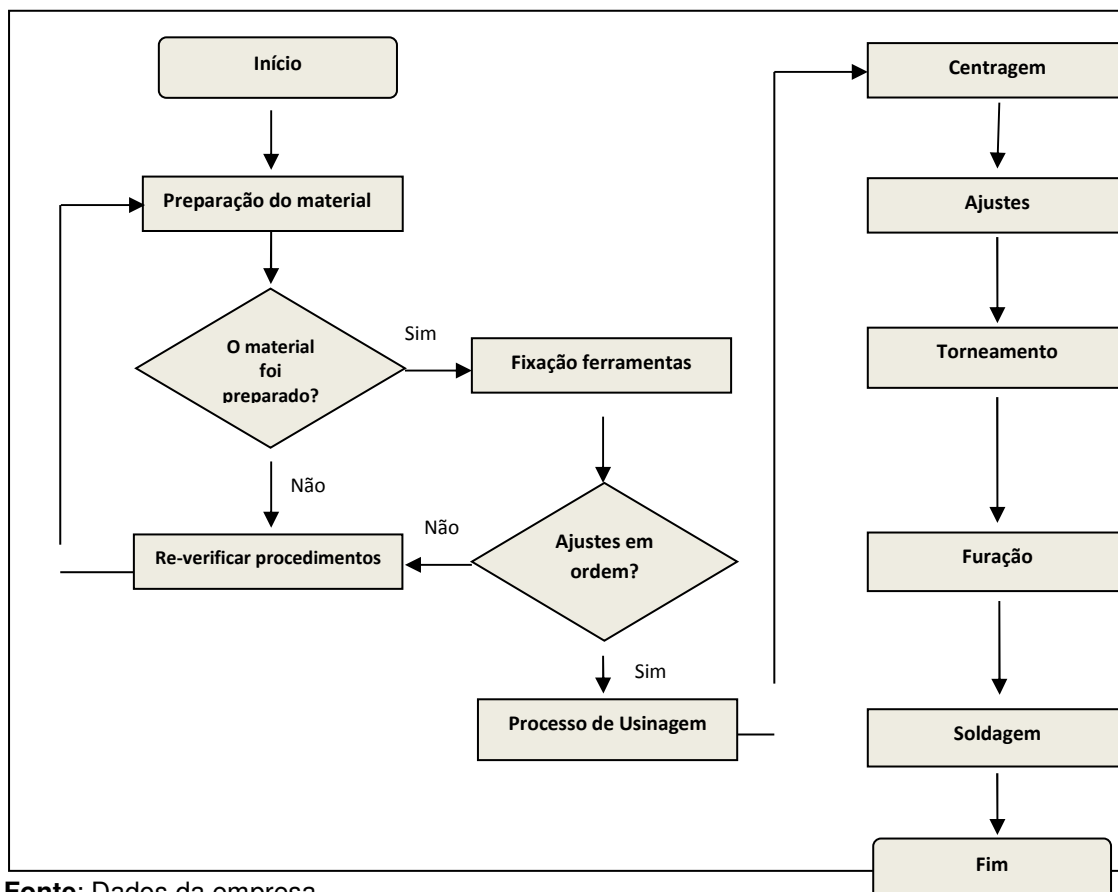 Início
Preparação do material
O material
foi
preparado?
Sim
Fixação ferramentas
Não
Re-verificar procedimentos
Não
Ajustes em
ordem?
Sim
Processo de Usinagem
Centragem
Ajustes
Torneamento
Furação
Soldagem
Fim
Fonte: Dados da empresa